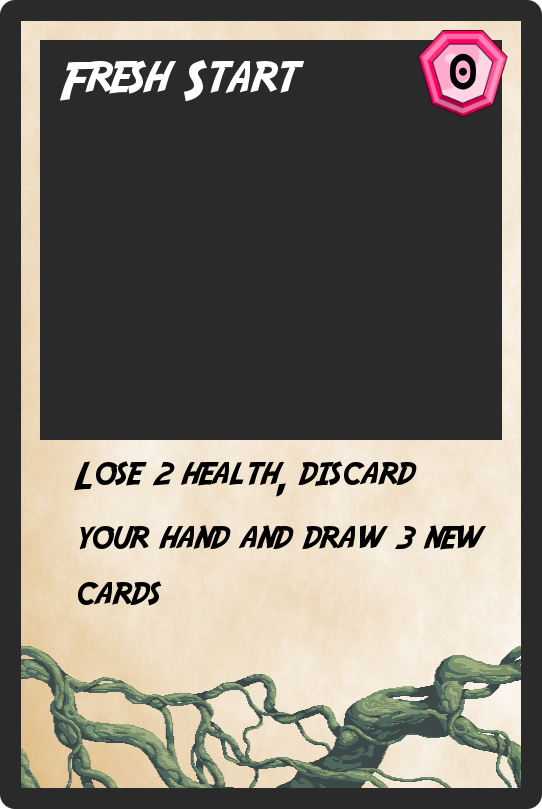 Fresh Start
0
Lose 2 health, discard
your hand and draw 3 new
cards